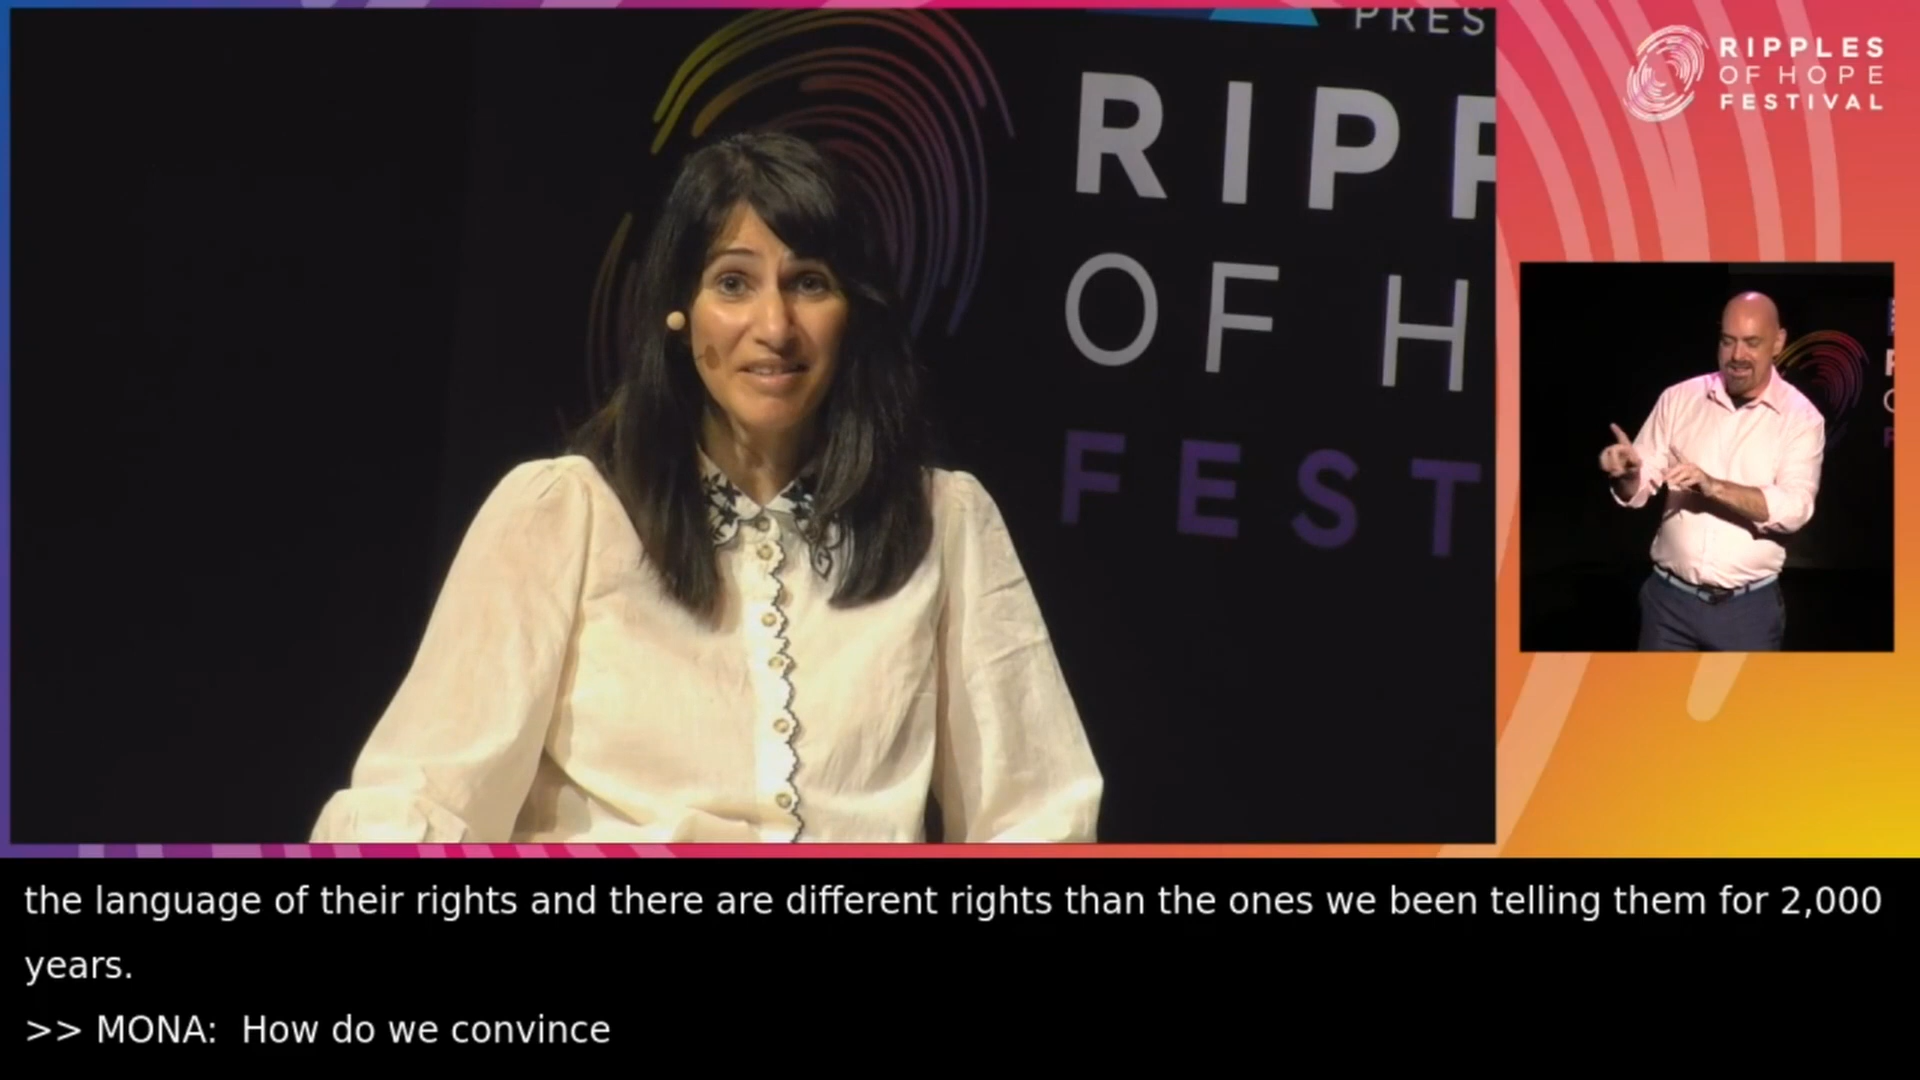 PRES
RIPP
OF H
FEST
RIPPLES
OF HOPE
FESTIVAL
the language of their rights and there are different rights than the ones we been telling them for 2,000
years.
>> MONA:  How do we convince